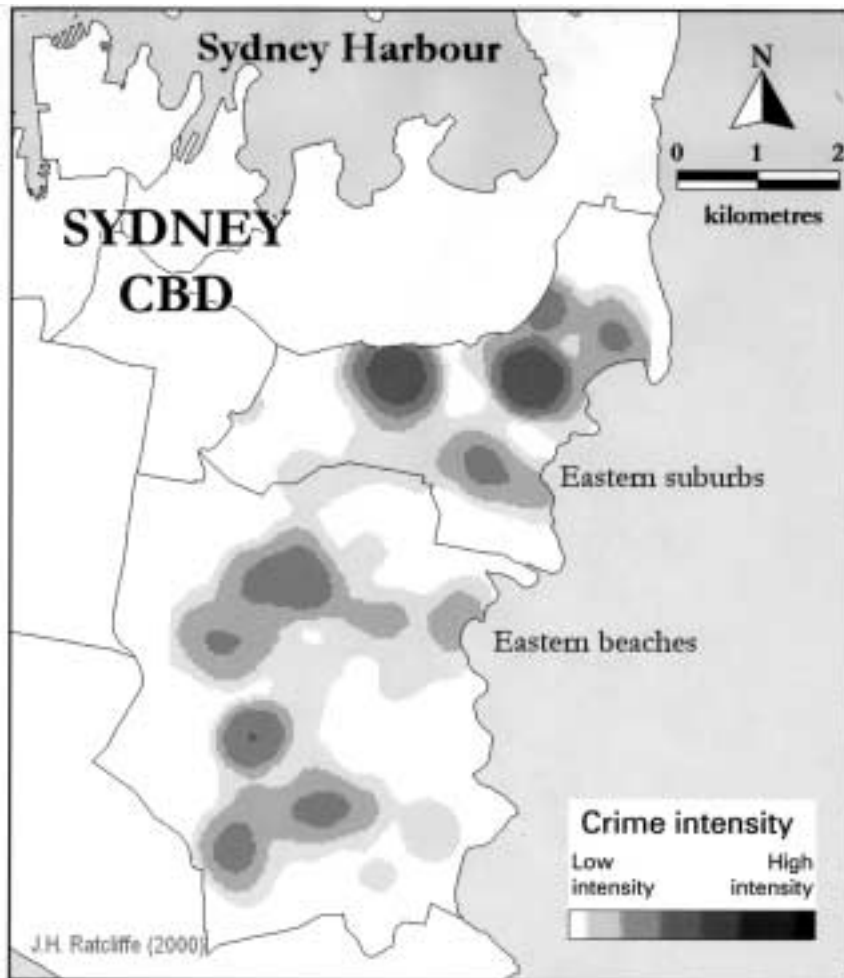 Sydney Harbour
N
0 1 2
kilometres
SYDNEY
CBD
Eastern suburbs
Eastern beaches
Crime intensity
Low intensity
High intensity
J.H. Ratcliffe (2000)